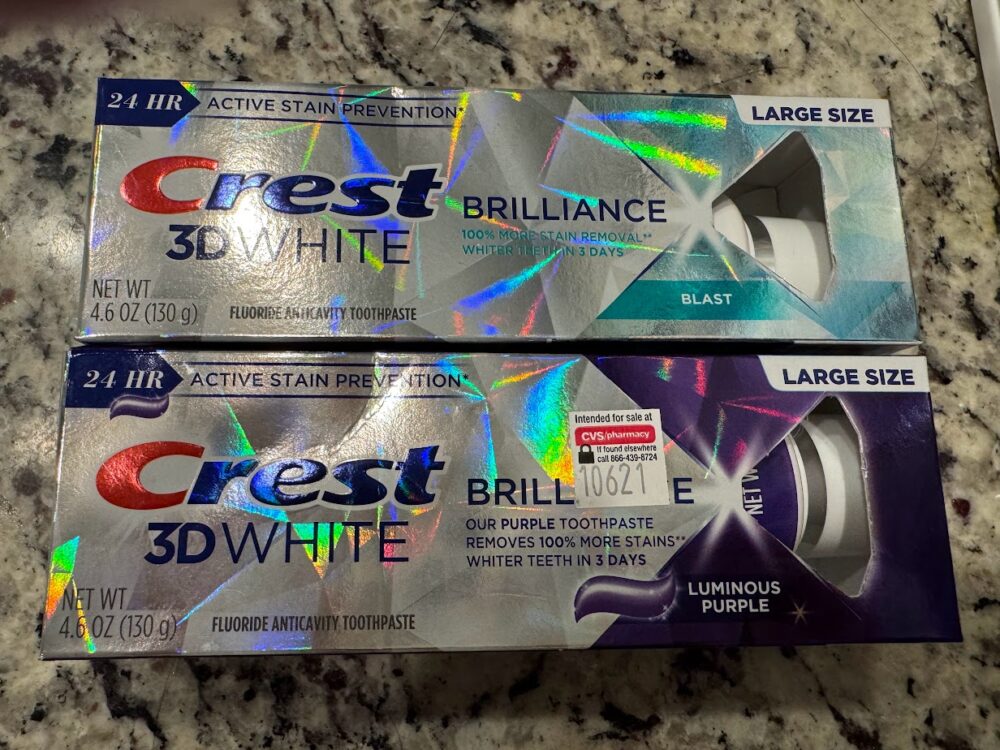 24 HR ACTIVE STAIN PREVENTION*
LARGE SIZE
Crest
BRILLIANCE
3D WHITE
100% MORE STAIN REMOVAL**
WHITER TEETH IN 3 DAYS
BLAST
NET WT
4.6 OZ (130 g)
FLUORIDE ANTICAVITY TOOTHPASTE
24 HR ACTIVE STAIN PREVENTION*
LARGE SIZE
Intended for sale at
CVS/pharmacy
If found elsewhere
call 866-439-8724
10621
Crest
BRILL E
3D WHITE
OUR PURPLE TOOTHPASTE
REMOVES 100% MORE STAINS**
WHITER TEETH IN 3 DAYS
NET W
LUMINOUS
PURPLE
NET WT
4.6 OZ (130 g)
FLUORIDE ANTICAVITY TOOTHPASTE